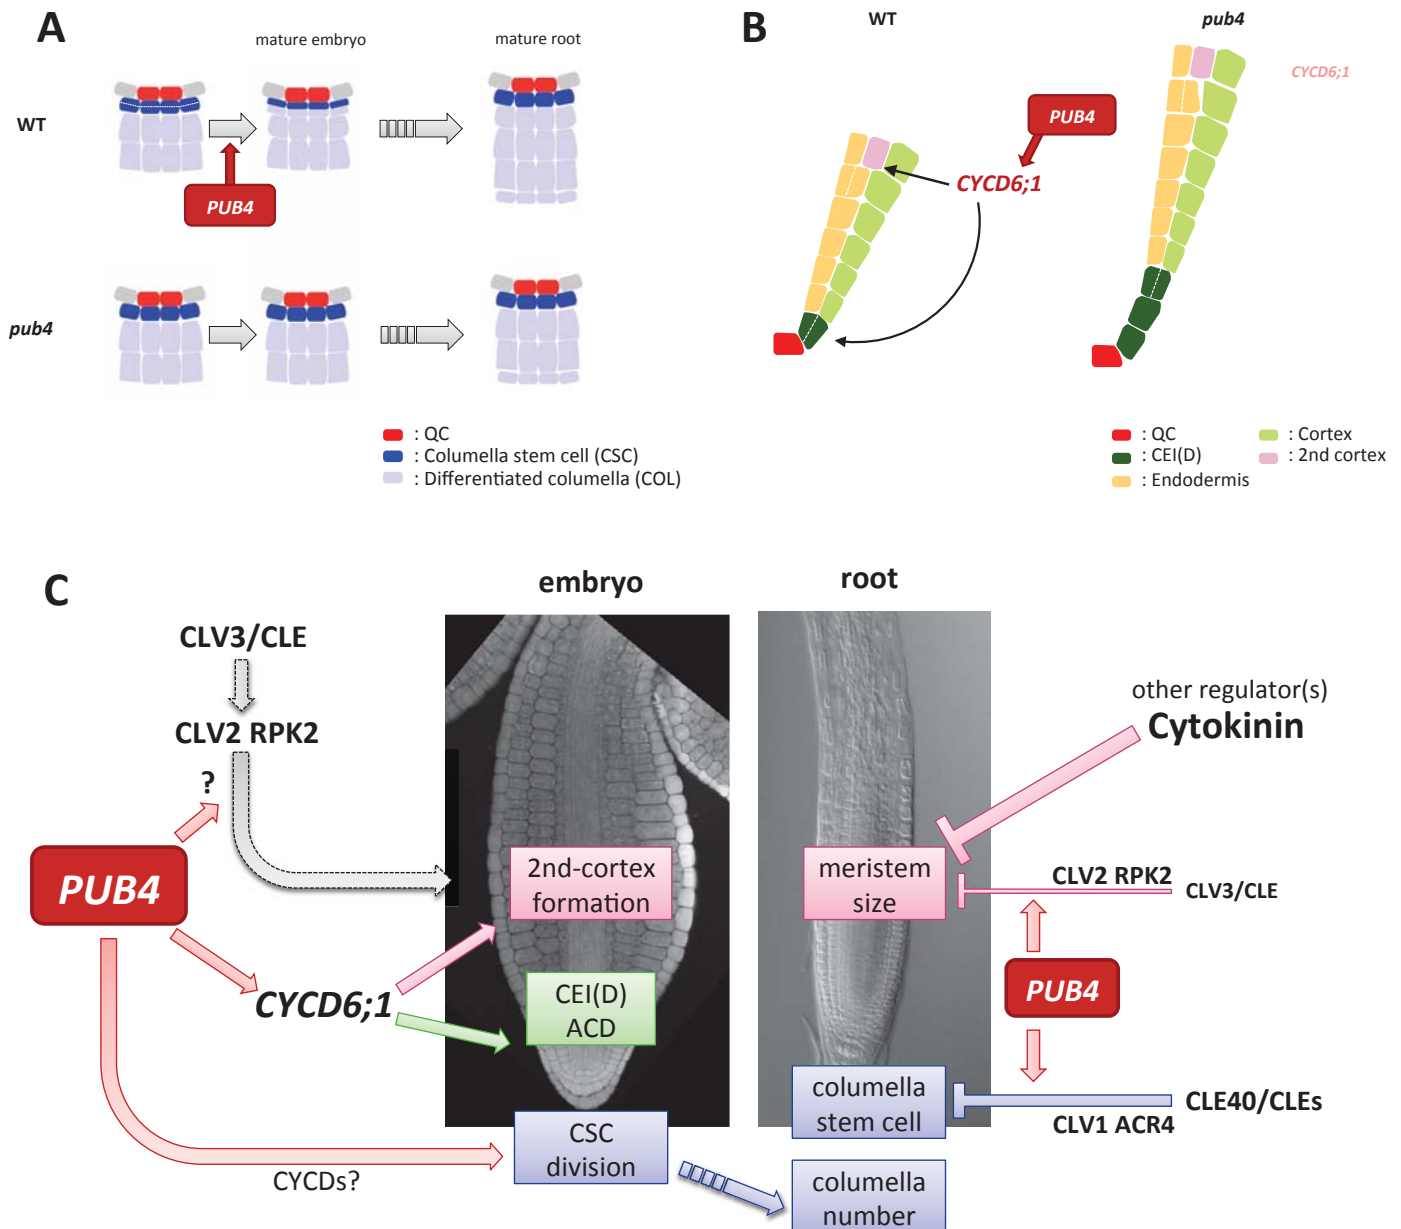 A
mature embryo
mature root
WT
PUB4
pub4
: QC
: Columella stem cell (CSC)
: Differentiated columella (COL)
B
WT
pub4
CYCD6;1
PUB4
CYCD6;1
: QC
: CEI(D)
: Endodermis
: Cortex
: 2nd cortex
C
embryo
root
CLV3/CLE
CLV2 RPK2
?
PUB4
CYCD6;1
CYCDs?
2nd-cortex
formation
CEI(D)
ACD
CSC
division
other regulator(s)
Cytokinin
meristem
size
CLV2 RPK2
CLV3/CLE
PUB4
columella
stem cell
CLE40/CLEs
CLV1 ACR4
columella
number